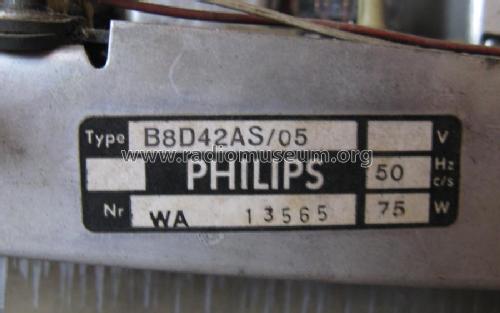 Type B8D42AS/05 V
PHILIPS 50 Hz c/s
Nr WA 13565 75 W
© www.radiomuseum.org